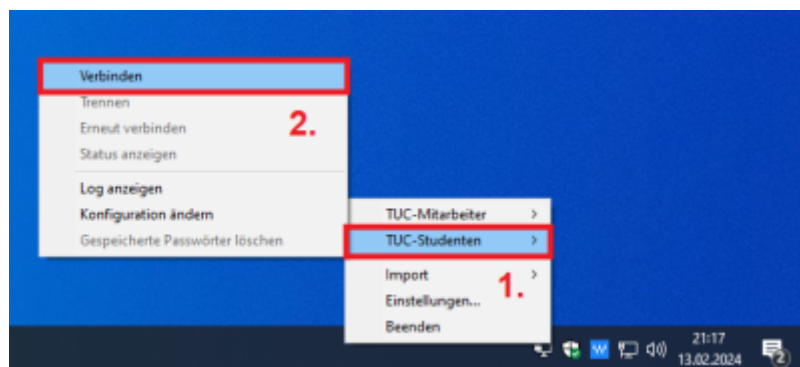 Verbinden
Trennen
Erneut verbinden
2.
Status anzeigen
Log anzeigen
Konfiguration ändern
Gespeicherte Passwörter löschen
TUC-Mitarbeiter >
TUC-Studenten >
Import >
1.
Einstellungen...
Beenden
21:17
13.02.2024
2